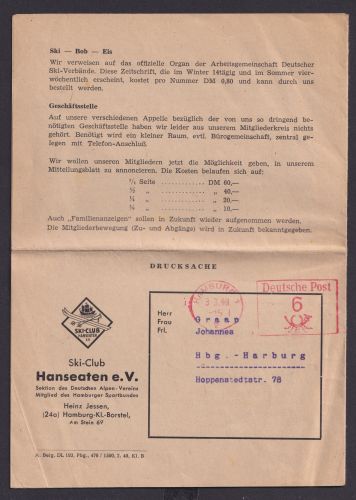 Ski — Bob — Eis
Wir verweisen auf das offizielle Organ der Arbeitsgemeinschaft Deutscher
Ski-Verbände. Diese Zeitschrift, die im Winter 14tägig und im Sommer vier-
wöchentlich erscheint, kostet pro Nummer DM 0,80 und kann durch uns
bestellt werden.
Geschäftsstelle
Auf unsere verschiedenen Appelle bezüglich der von uns so dringend be-
nötigten Geschäftsstelle haben wir leider aus unserem Mitgliederkreis nichts
gehört. Benötigt wird ein kleiner Raum, evtl. Bürogemeinschaft, zentral ge-
legen mit Telefon-Anschluß.
Wir wollen unseren Mitgliedern jetzt die Möglichkeit geben, in unserem
Mitteilungsblatt zu annoncieren. Die Kosten belaufen sich auf:
1/1 Seite ............ DM 60,—
½ „ ............ „ 40,—
¼ „ ............ „ 20,—
⅛ „ ............ „ 10,—
Auch „Familienanzeigen" sollen in Zukunft wieder aufgenommen werden.
Die Mitgliederbewegung (Zu- und Abgänge) wird in Zukunft bekanntgegeben.
DRUCKSACHE
HAMBURG 1
Deutsche Post
6
SKI-CLUB
HANSEATEN
Ski-Club
Hanseaten e.V.
Sektion des Deutschen Alpen-Vereins
Mitglied des Hamburger Sportbundes
Heinz Jessen,
(24a) Hamburg-Kl.-Borstel,
Am Stein 69
Herr
Frau
Frl.
Graap
Johannes
Hbg.-Harburg
Hoppenstedtstr. 78